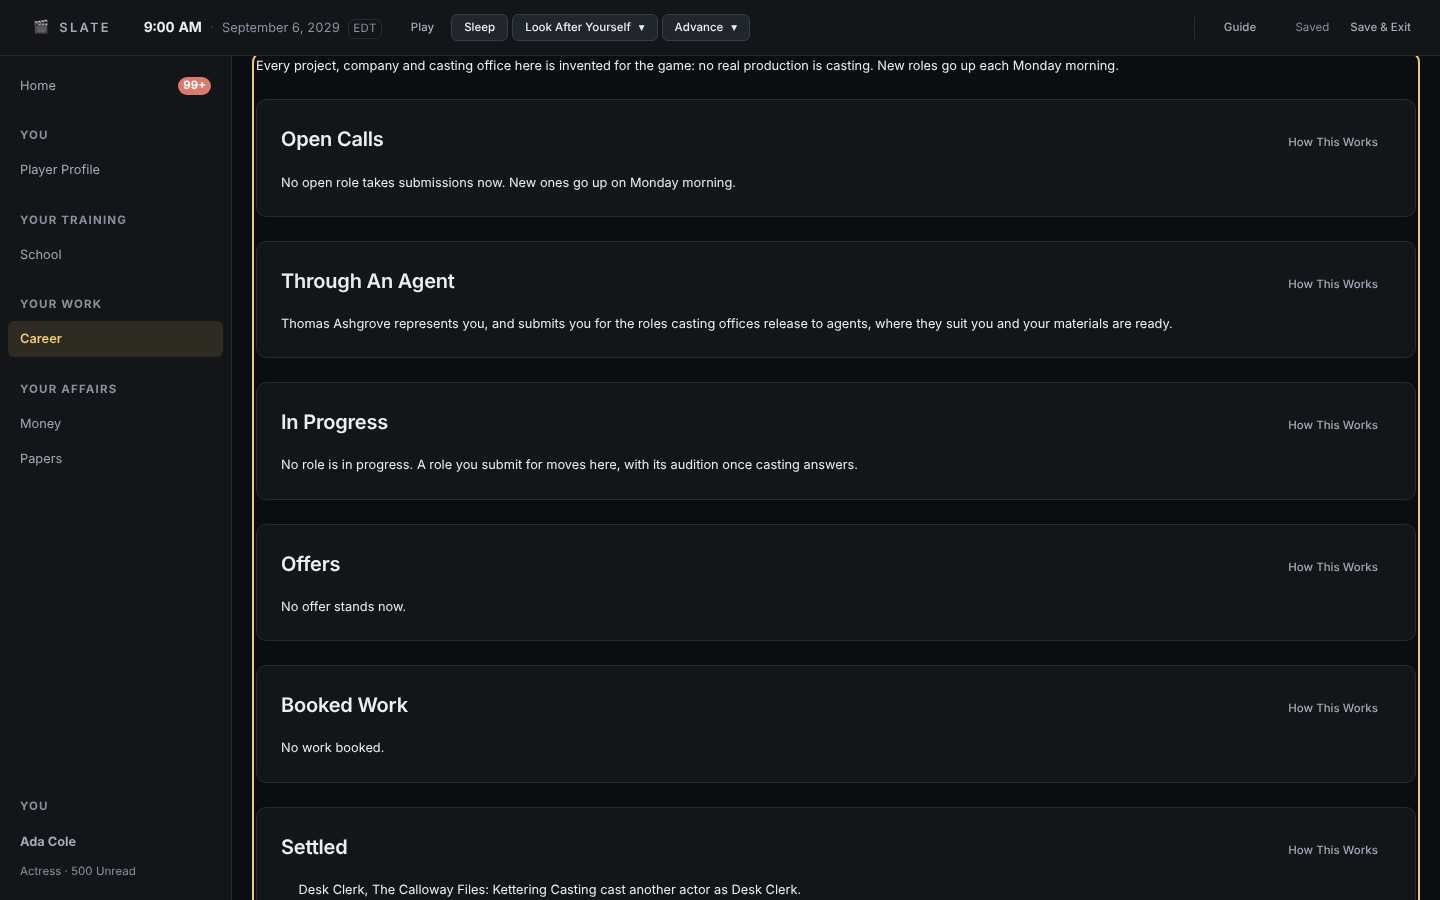 SLATE
9:00 AM · September 6, 2029 EDT
Play
Sleep
Look After Yourself ▾
Advance ▾
Guide
Saved
Save & Exit
Home
99+
YOU
Player Profile
YOUR TRAINING
School
YOUR WORK
Career
YOUR AFFAIRS
Money
Papers
YOU
Ada Cole
Actress · 500 Unread
Every project, company and casting office here is invented for the game: no real production is casting. New roles go up each Monday morning.
Open Calls
How This Works
No open role takes submissions now. New ones go up on Monday morning.
Through An Agent
How This Works
Thomas Ashgrove represents you, and submits you for the roles casting offices release to agents, where they suit you and your materials are ready.
In Progress
How This Works
No role is in progress. A role you submit for moves here, with its audition once casting answers.
Offers
How This Works
No offer stands now.
Booked Work
How This Works
No work booked.
Settled
How This Works
Desk Clerk, The Calloway Files: Kettering Casting cast another actor as Desk Clerk.